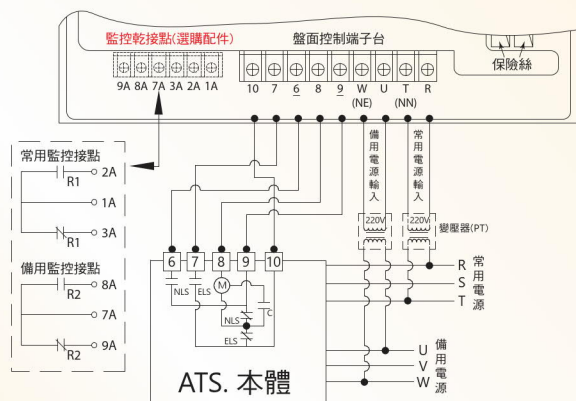 監控乾接點(選購配件)
盤面控制端子台
保險絲
9A 8A 7A 3A 2A 1A
10 7 6 8 9 W U T R
(NE) (NN)
常用監控接點
R1 2A
1A
R1 3A
備用監控接點
R2 8A
7A
R2 9A
備用電源輸入
常用電源輸入
220V 220V
變壓器(PT)
6 7 8 9 10
NLS ELS M
C
NLS
ELS
ATS. 本體
R
S
T
常用電源
U
V
W
備用電源